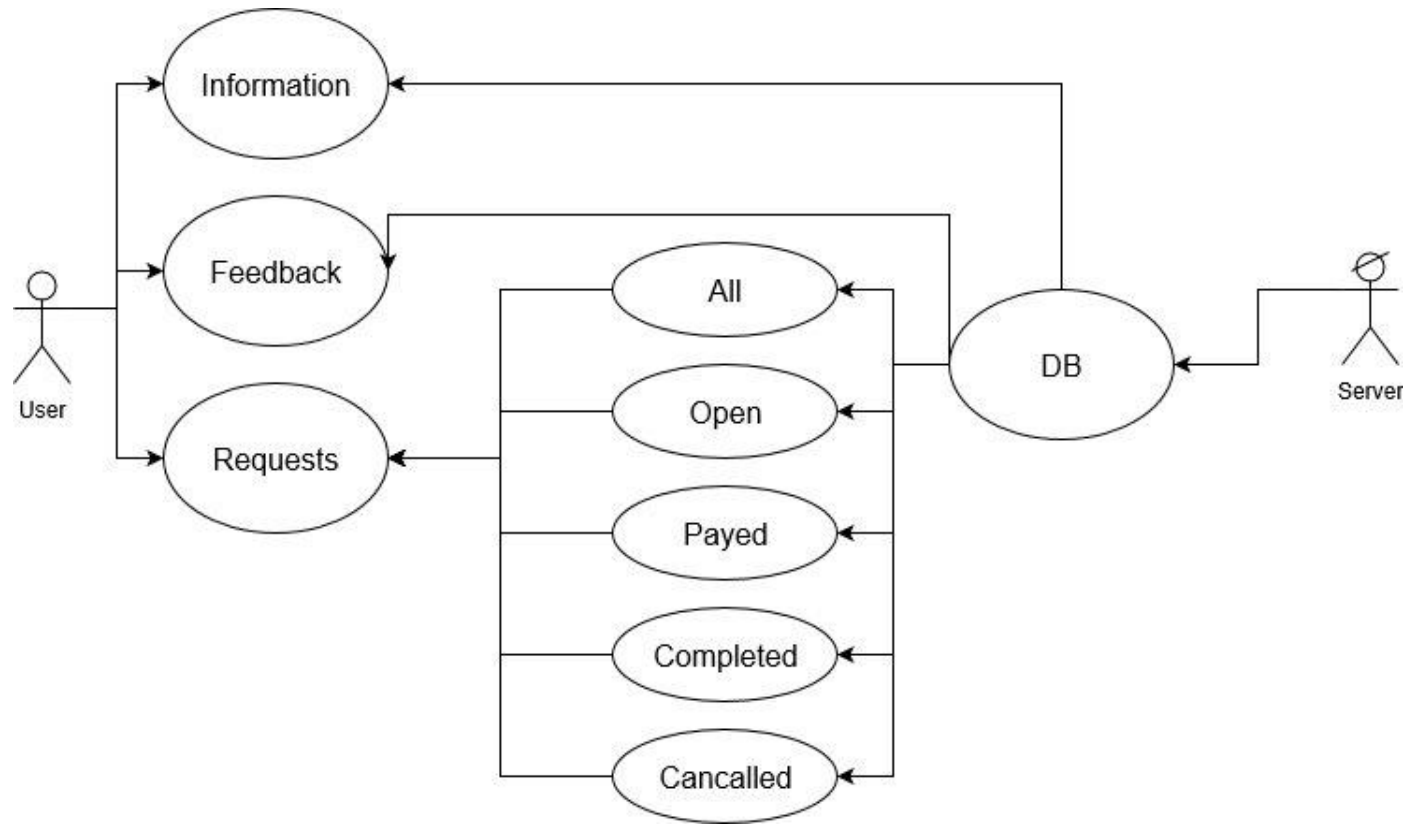 Information
Feedback
All
Server
DB
User
Open
Requests
Payed
Completed
Cancalled